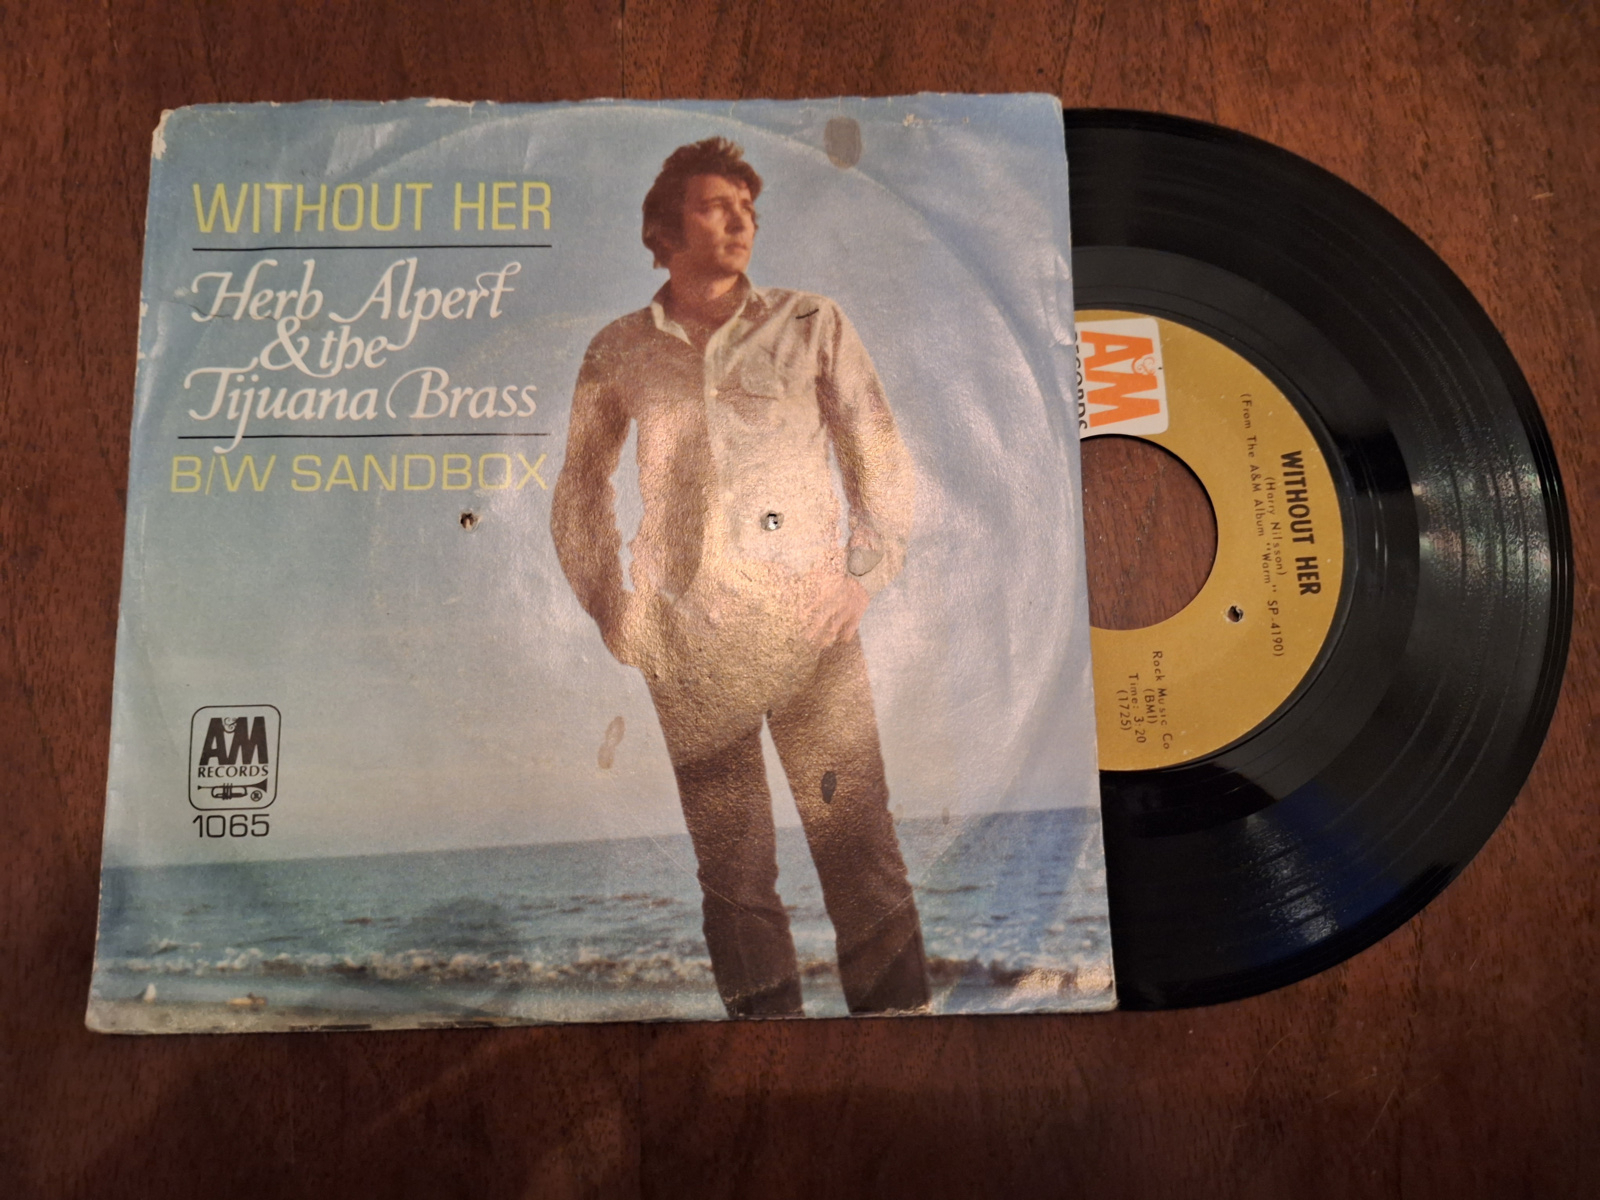 WITHOUT HER
Herb Alpert
& the
Tijuana Brass
B/W SANDBOX
A&M
RECORDS
®
1065
A&M
RECORDS
WITHOUT HER
(Harry Nilsson)
(From The A&M Album "Warm" SP-4190)
Rock Music Co
(BMI)
Time: 3:20
(1725)